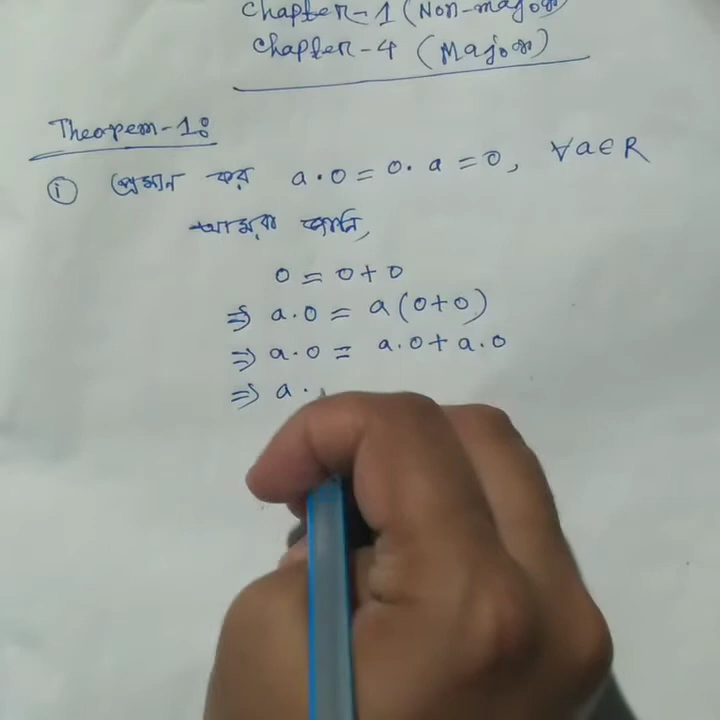 Chapter-1 (Non-major)
Chapter-4 (Major)
Theorem-1:
(i) প্রমান কর a·0 = 0·a = 0, ∀a∈R
আমরা জানি,
0 = 0+0
⇒ a·0 = a(0+0)
⇒ a·0 = a·0 + a·0
⇒ a·